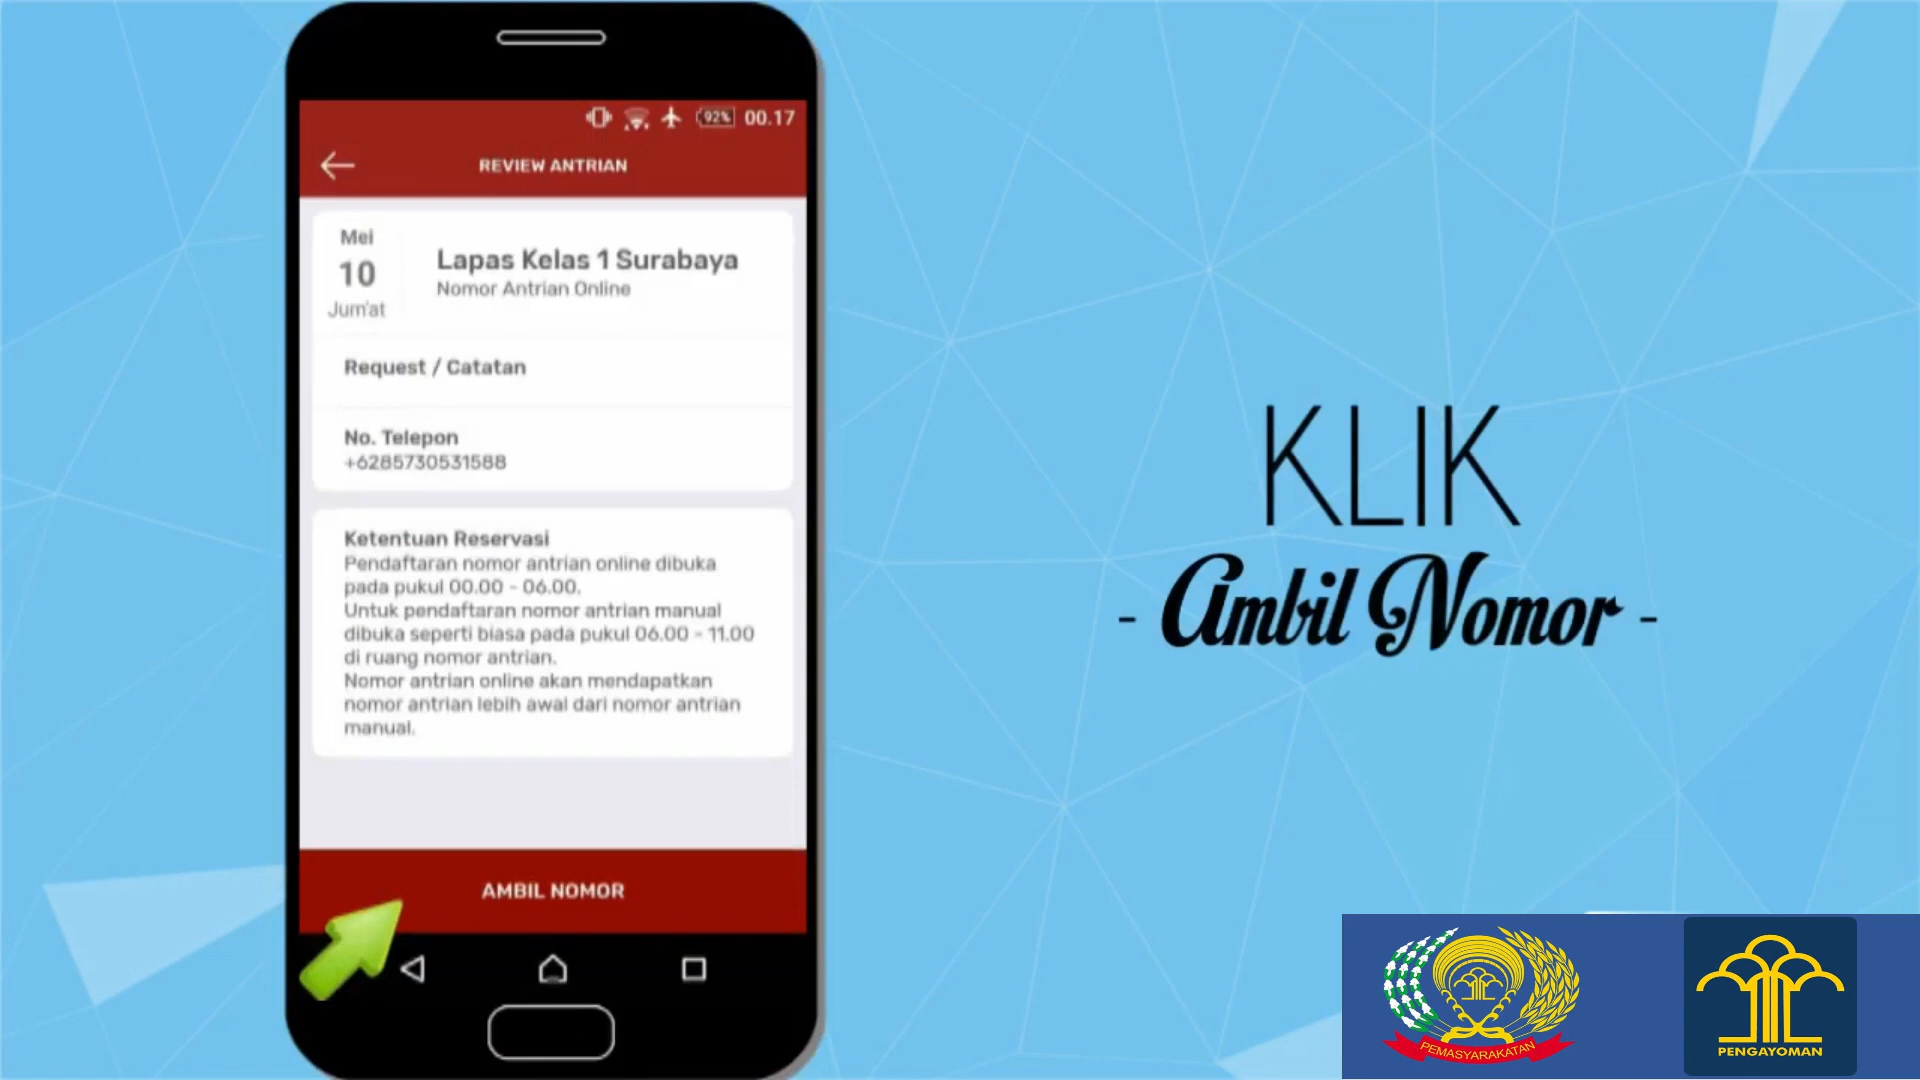 92% 00.17
REVIEW ANTRIAN
Mei
10
Jum'at
Lapas Kelas 1 Surabaya
Nomor Antrian Online
Request / Catatan
No. Telepon
+6285730531588
Ketentuan Reservasi
Pendaftaran nomor antrian online dibuka
pada pukul 00.00 - 06.00.
Untuk pendaftaran nomor antrian manual
dibuka seperti biasa pada pukul 06.00 - 11.00
di ruang nomor antrian.
Nomor antrian online akan mendapatkan
nomor antrian lebih awal dari nomor antrian
manual.
AMBIL NOMOR
KLIK
- Ambil Nomor -
PEMASYARAKATAN
PENGAYOMAN